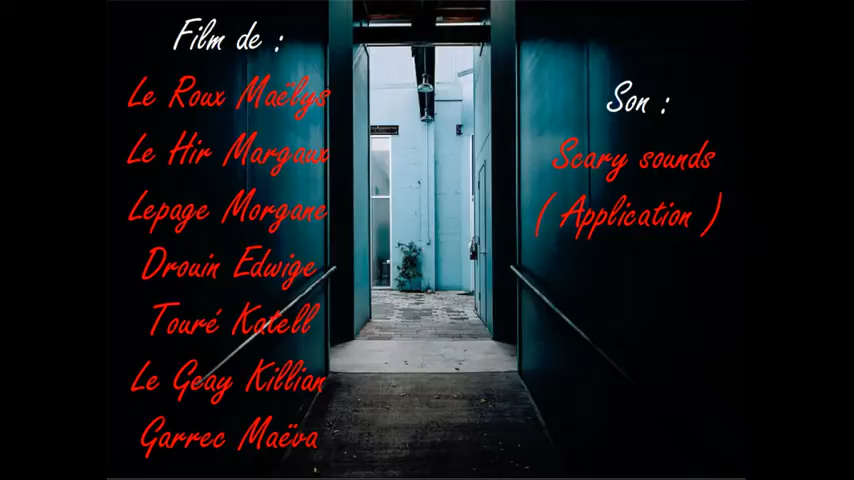 Film de :
Le Roux Maëlys
Le Hir Margaux
Lepage Morgane
Drouin Edwige
Touré Katell
Le Geay Killian
Garrec Maëva
Son :
Scary sounds
( Application )